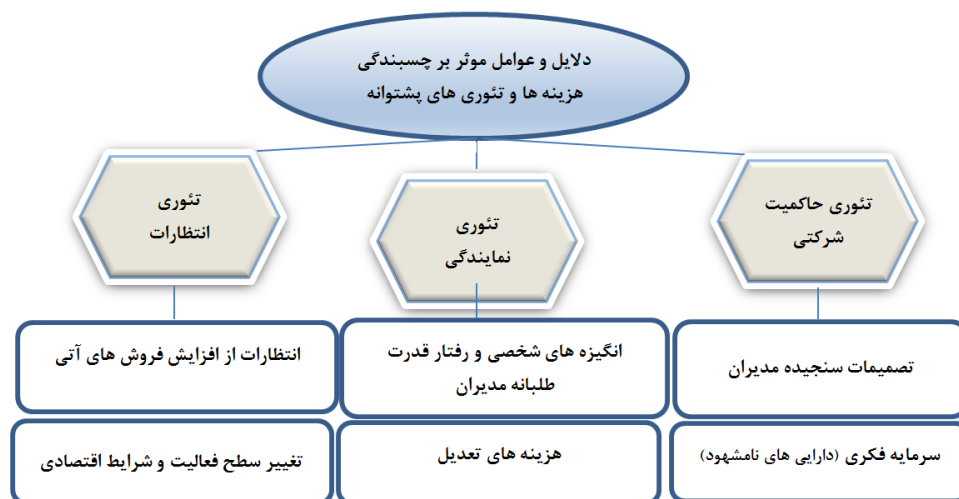 دلایل و عوامل موثر بر چسبندگی
هزینه ها و تئوری های پشتوانه
تئوری حاکمیت
شرکتی
تئوری
نمایندگی
تئوری
انتظارات
تصمیمات سنجیده مدیران
انگیزه های شخصی و رفتار قدرت
طلبانه مدیران
انتظارات از افزایش فروش های آتی
سرمایه فکری (دارایی های نامشهود)
هزینه های تعدیل
تغییر سطح فعالیت و شرایط اقتصادی